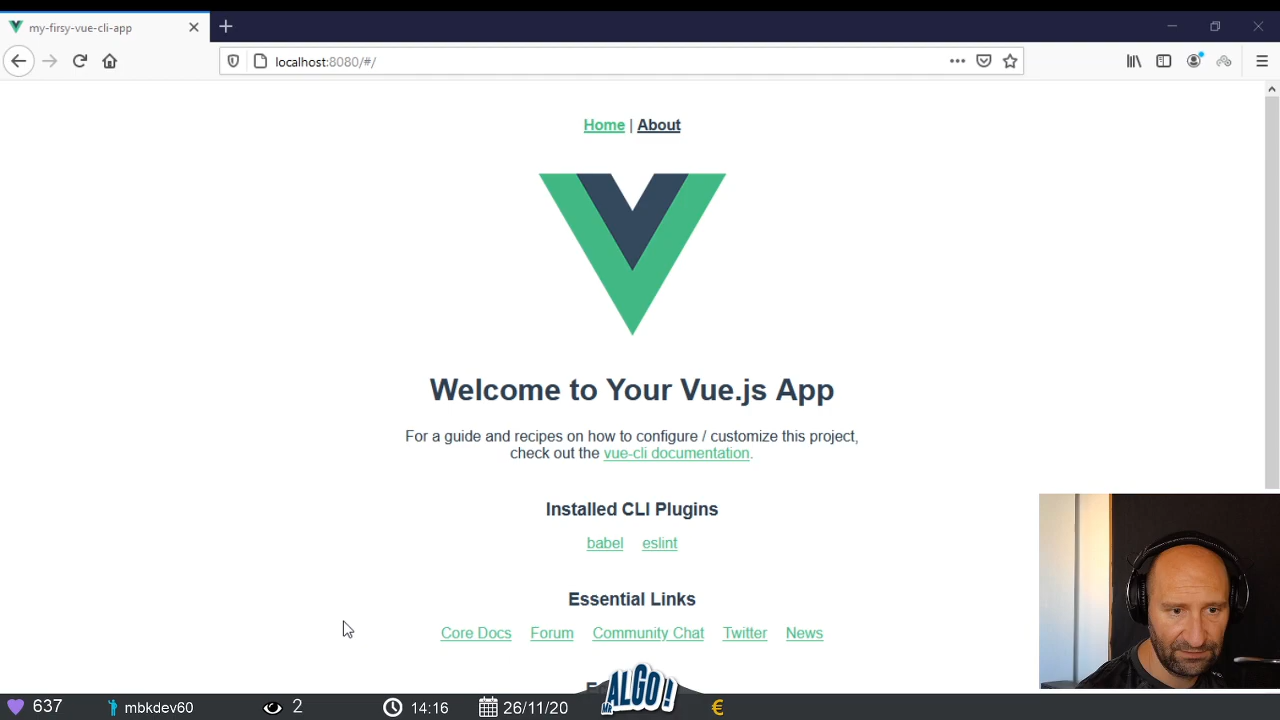 my-firsy-vue-cli-app
localhost:8080/#/
Home | About
Welcome to Your Vue.js App
For a guide and recipes on how to configure / customize this project,
check out the vue-cli documentation.
Installed CLI Plugins
babel eslint
Essential Links
Core Docs Forum Community Chat Twitter News
637 mbkdev60 2 14:16 26/11/20 Mr ALGO! €